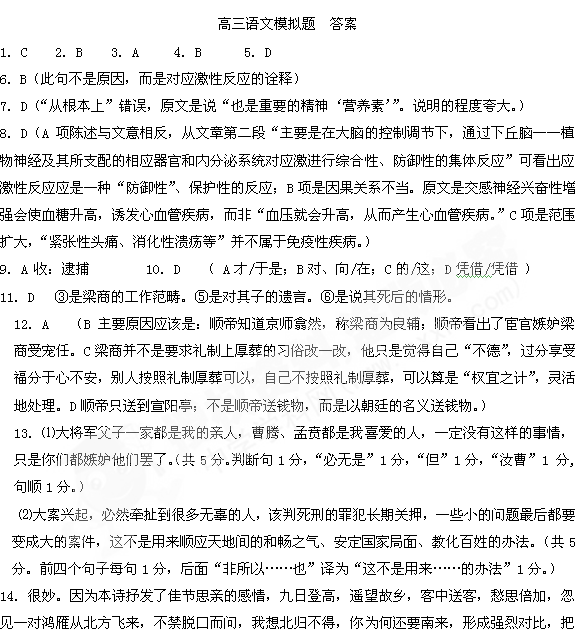 高三语文模拟题  答案
1. C  2. B  3. A  4. B  5. D
6. B（此句不是原因，而是对应激性反应的诠释）
7. D（“从根本上”错误，原文是说“也是重要的精神‘营养素’”。说明的程度夸大。）
8. D（A 项陈述与文意相反，从文章第二段“主要是在大脑的控制调节下，通过下丘脑一一植
物神经及其所支配的相应器官和内分泌系统对应激进行综合性、防御性的集体反应”可看出应
激性反应应是一种“防御性”、保护性的反应；B 项是因果关系不当。原文是交感神经兴奋性增
强会使血糖升高，诱发心血管疾病，而非“血压就会升高，从而产生心血管疾病。”C 项是范围
扩大，“紧张性头痛、消化性溃疡等”并不属于免疫性疾病。）
9. A 收：逮捕    10. D  （ A才/于是；B对、向/在；C的/这；D凭借/凭借 ）
11. D  ③是梁商的工作范畴。⑤是对其子的遗言。⑥是说其死后的情形。
12. A  （B 主要原因应该是：顺帝知道京师翕然，称梁商为良辅；顺帝看出了宦官嫉妒梁
商受宠任。C梁商并不是要求礼制上厚葬的习俗改一改，他只是觉得自己“不德”，过分享受
福分于心不安，别人按照礼制厚葬可以，自己不按照礼制厚葬，可以算是“权宜之计”，灵活
地处理。D顺帝只送到宣阳亭；不是顺帝送钱物，而是以朝廷的名义送钱物。）
13. ⑴大将军父子一家都是我的亲人，曹腾、孟贲都是我喜爱的人，一定没有这样的事情，
只是你们都嫉妒他们罢了。（共 5 分。判断句 1 分，“必无是”1 分，“但”1 分，“汝曹”1 分，
句顺 1 分。）
⑵大案兴起，必然牵扯到很多无辜的人，该判死刑的罪犯长期关押，一些小的问题最后都要
变成大的案件，这不是用来顺应天地间的和畅之气、安定国家局面、教化百姓的办法。（共 5
分。前四个句子每句 1 分，后面“非所以……也”译为“这不是用来……的办法”1 分。）
14. 很妙。因为本诗抒发了佳节思亲的感情，九日登高，遥望故乡，客中送客，愁思倍加，忽
见一对鸿雁从北方飞来，不禁脱口而问，我想北归不得，你为何还要南来，形成强烈对比，把